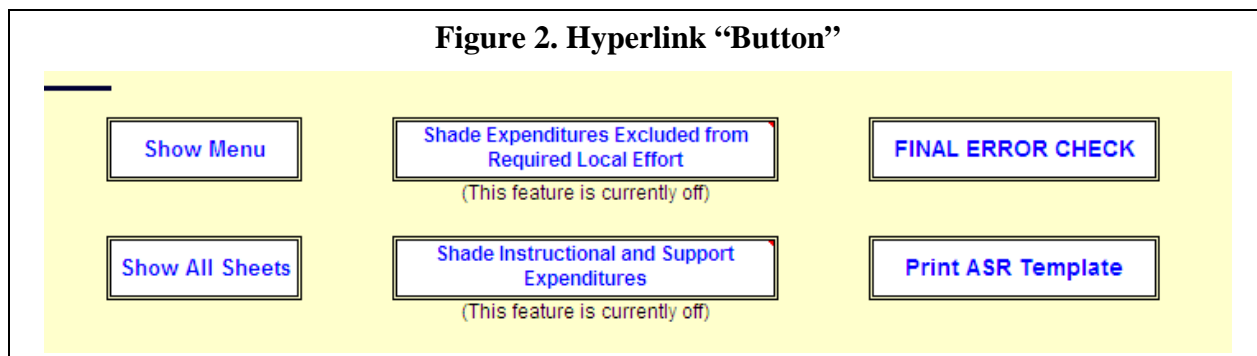 Figure 2. Hyperlink “Button”
Show Menu
Shade Expenditures Excluded from
Required Local Effort
(This feature is currently off)
FINAL ERROR CHECK
Show All Sheets
Shade Instructional and Support
Expenditures
(This feature is currently off)
Print ASR Template